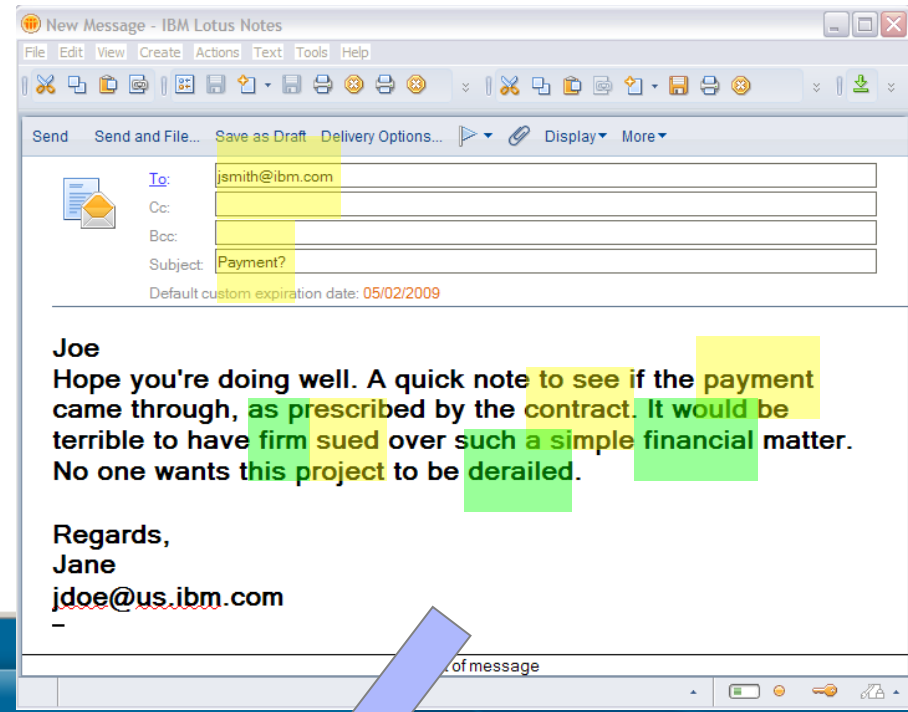 New Message - IBM Lotus Notes
File Edit View Create Actions Text Tools Help
Send Send and File... Save as Draft Delivery Options... Display More
To: jsmith@ibm.com
Cc:
Bcc:
Subject: Payment?
Default custom expiration date: 05/02/2009
Joe
Hope you're doing well. A quick note to see if the payment
came through, as prescribed by the contract. It would be
terrible to have firm sued over such a simple financial matter.
No one wants this project to be derailed.
Regards,
Jane
jdoe@us.ibm.com
–
of message